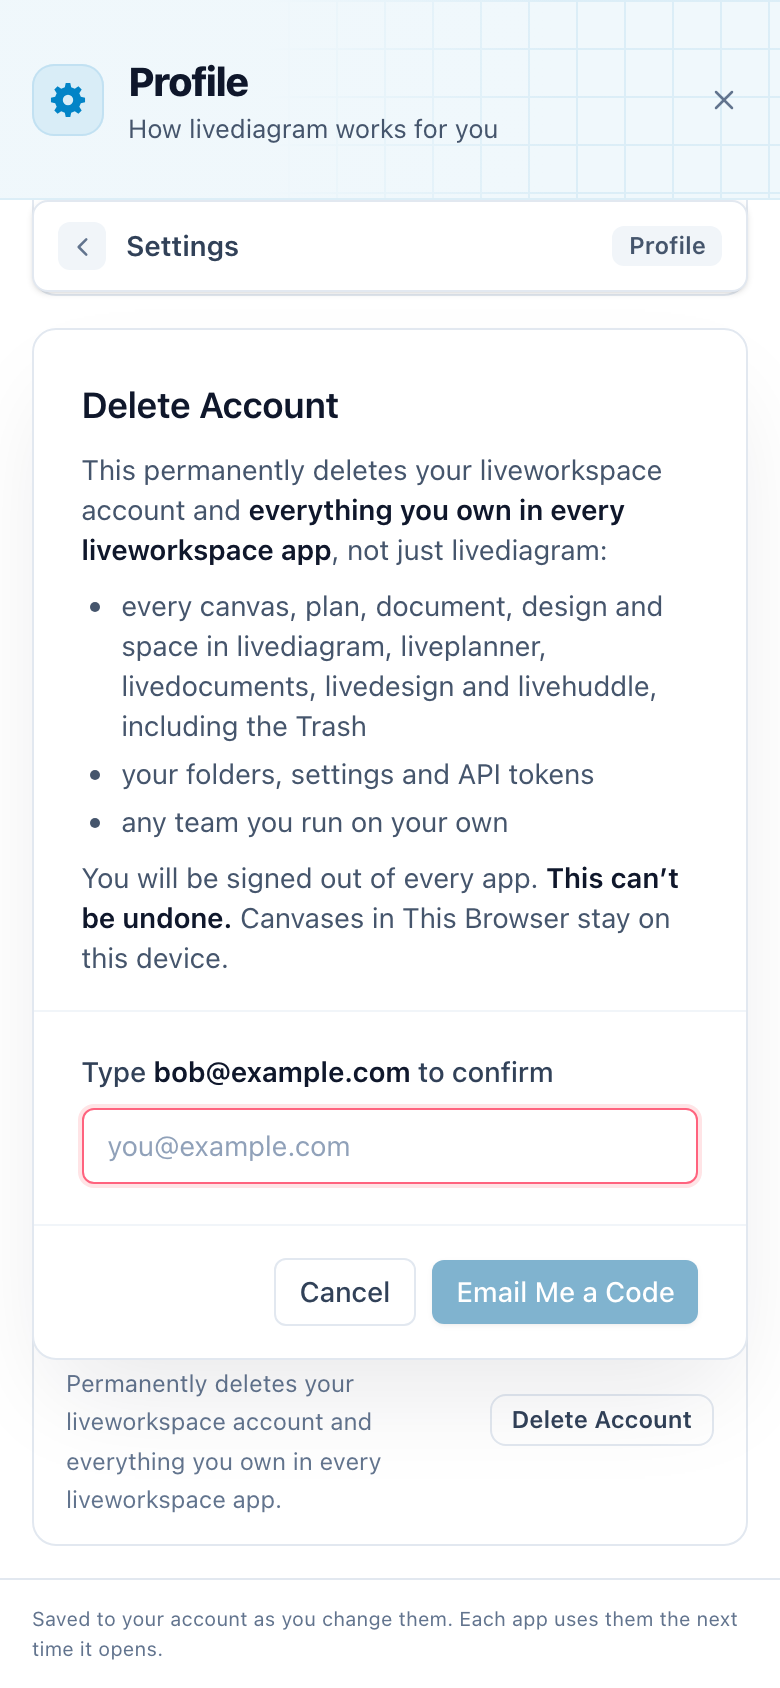 Profile
How livediagram works for you
Settings
Profile
Delete Account
This permanently deletes your liveworkspace
account and everything you own in every
liveworkspace app, not just livediagram:
• every canvas, plan, document, design and
space in livediagram, liveplanner,
livedocuments, livedesign and livehuddle,
including the Trash
• your folders, settings and API tokens
• any team you run on your own
You will be signed out of every app. This can’t
be undone. Canvases in This Browser stay on
this device.
Type bob@example.com to confirm
you@example.com
Cancel
Email Me a Code
Permanently deletes your
liveworkspace account and
everything you own in every
liveworkspace app.
Delete Account
Saved to your account as you change them. Each app uses them the next
time it opens.